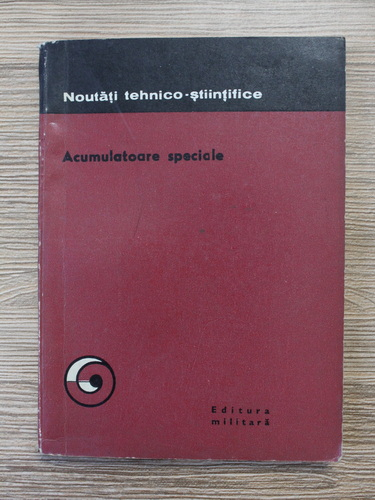 Noutăți tehnico-științifice
Acumulatoare speciale
Editura
militară